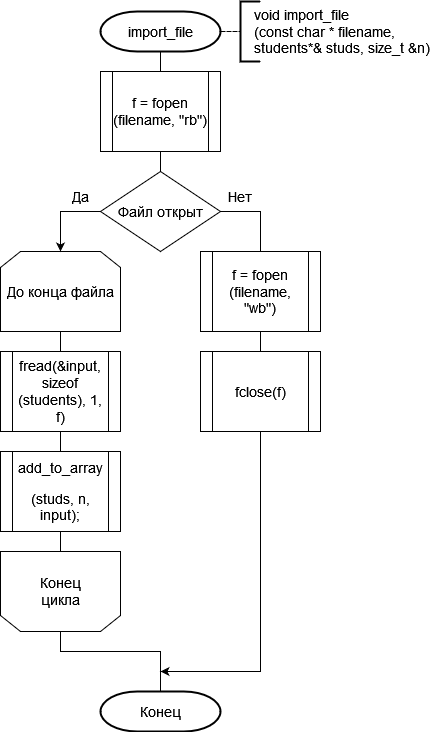 import_file
void import_file
(const char * filename,
students*& studs, size_t &n)
f = fopen
(filename, "rb")
Файл открыт
Да
Нет
До конца файла
f = fopen
(filename,
"wb")
fread(&input,
sizeof
(students), 1,
f)
fclose(f)
add_to_array
(studs, n,
input);
Конец
цикла
Конец